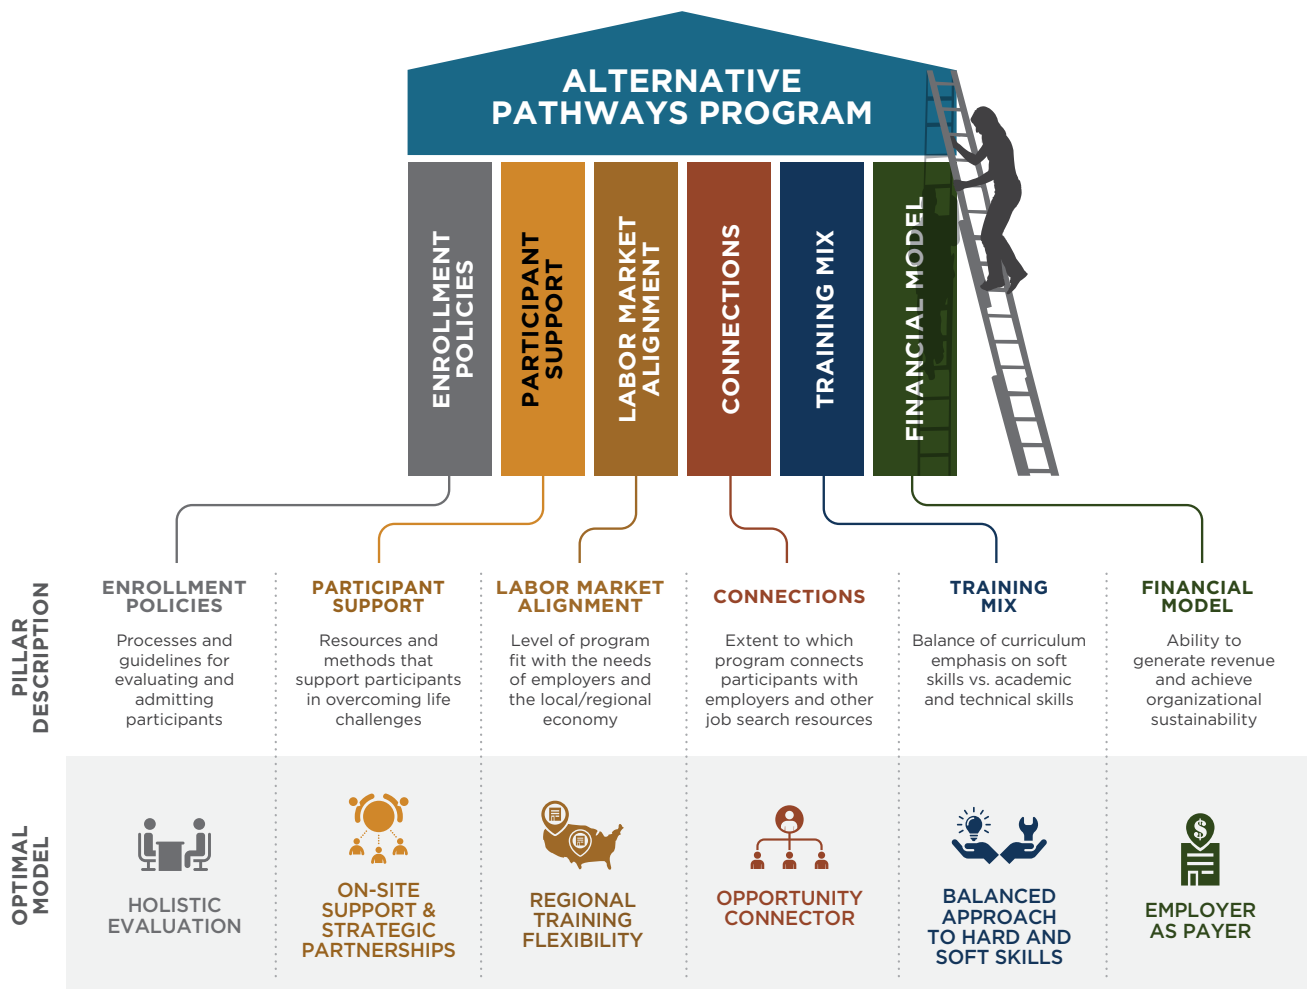 ALTERNATIVE
PATHWAYS PROGRAM
ENROLLMENT
POLICIES
PARTICIPANT
SUPPORT
LABOR MARKET
ALIGNMENT
CONNECTIONS
TRAINING MIX
FINANCIAL MODEL
PILLAR
DESCRIPTION
ENROLLMENT
POLICIES
Processes and
guidelines for
evaluating and
admitting
participants
PARTICIPANT
SUPPORT
Resources and
methods that
support participants
in overcoming life
challenges
LABOR MARKET
ALIGNMENT
Level of program
fit with the needs
of employers and
the local/regional
economy
CONNECTIONS
Extent to which
program connects
participants with
employers and other
job search resources
TRAINING
MIX
Balance of curriculum
emphasis on soft
skills vs. academic
and technical skills
FINANCIAL
MODEL
Ability to
generate revenue
and achieve
organizational
sustainability
OPTIMAL
MODEL
HOLISTIC
EVALUATION
ON-SITE
SUPPORT &
STRATEGIC
PARTNERSHIPS
REGIONAL
TRAINING
FLEXIBILITY
OPPORTUNITY
CONNECTOR
BALANCED
APPROACH
TO HARD AND
SOFT SKILLS
$
EMPLOYER
AS PAYER